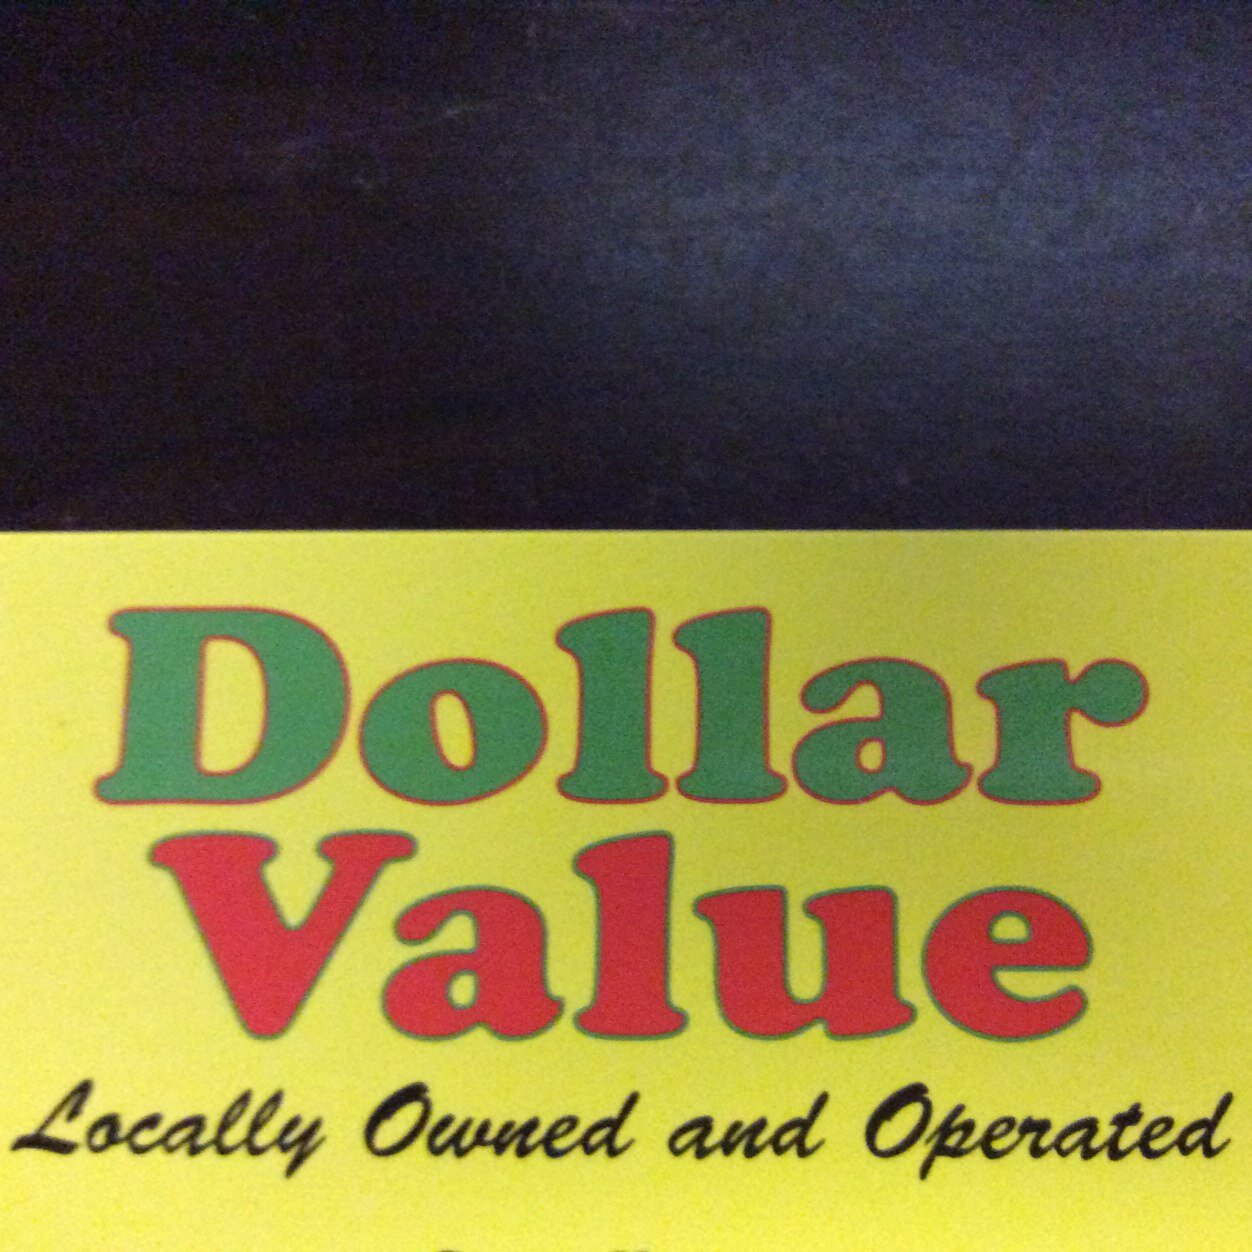 Dollar
Value
Locally Owned and Operated